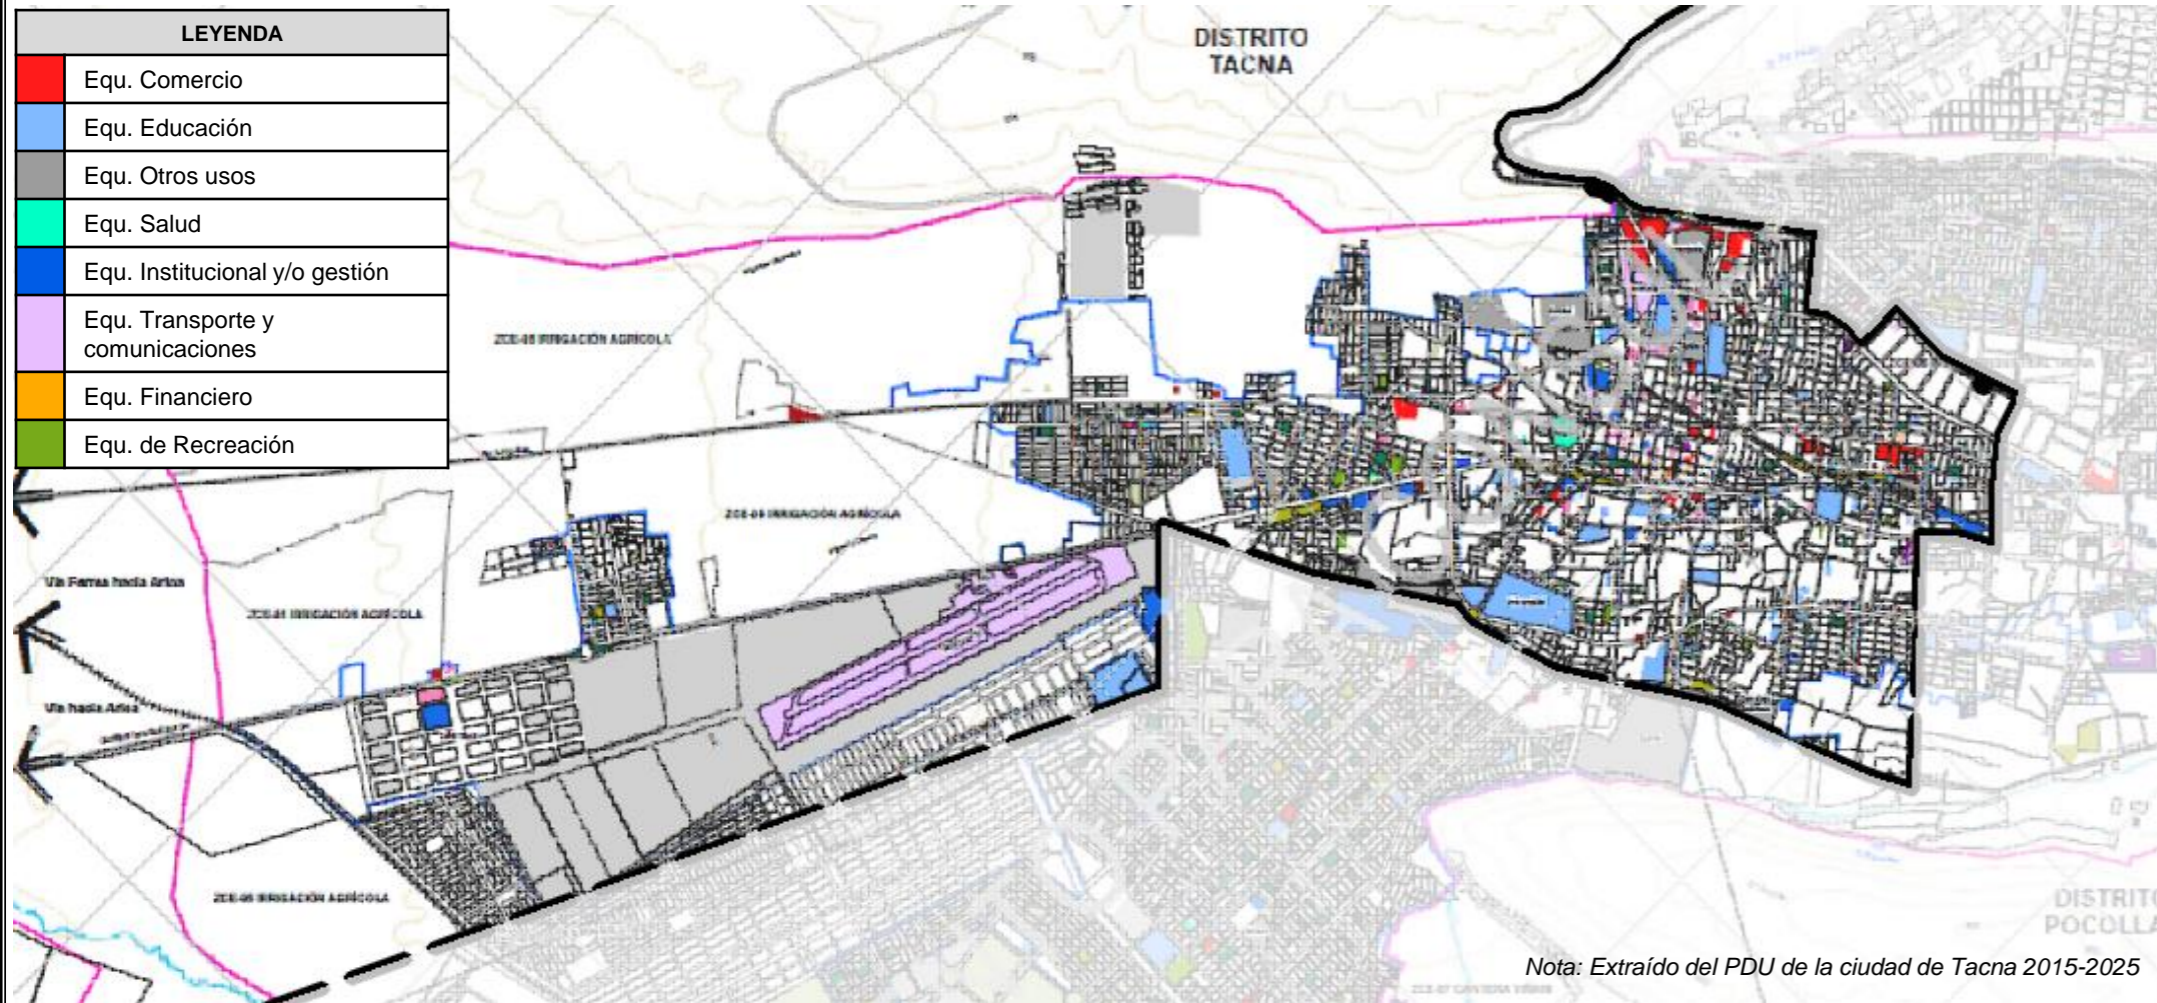 LEYENDA
Equ. Comercio
Equ. Educación
Equ. Otros usos
Equ. Salud
Equ. Institucional y/o gestión
Equ. Transporte y
comunicaciones
Equ. Financiero
Equ. de Recreación
DISTRITO
TACNA
IRRIGACIÓN AGRÍCOLA
IRRIGACIÓN AGRÍCOLA
Vía Ferrea hacia Arica
IRRIGACIÓN AGRÍCOLA
Vía hacia Arica
IRRIGACIÓN AGRÍCOLA
DISTRITO
POCOLLA
Nota: Extraído del PDU de la ciudad de Tacna 2015-2025